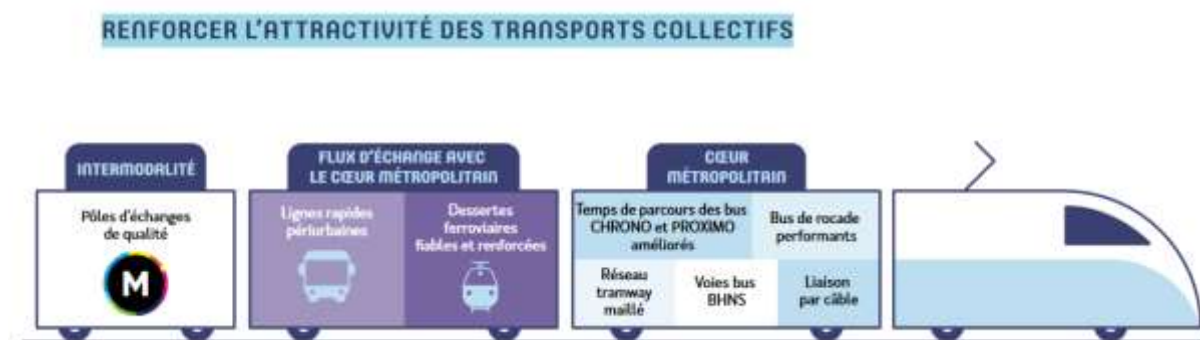 RENFORCER L'ATTRACTIVITÉ DES TRANSPORTS COLLECTIFS
INTERMODALITÉ
Pôles d'échanges
de qualité
M
FLUX D'ÉCHANGE AVEC
LE CŒUR MÉTROPOLITAIN
Lignes rapides
périurbaines
Dessertes
ferroviaires
fiables et renforcées
CŒUR
MÉTROPOLITAIN
Temps de parcours des bus
CHRONO et PROXIMO
améliorés
Bus de rocade
performants
Réseau
tramway
maillé
Voies bus
BHNS
Liaison
par câble